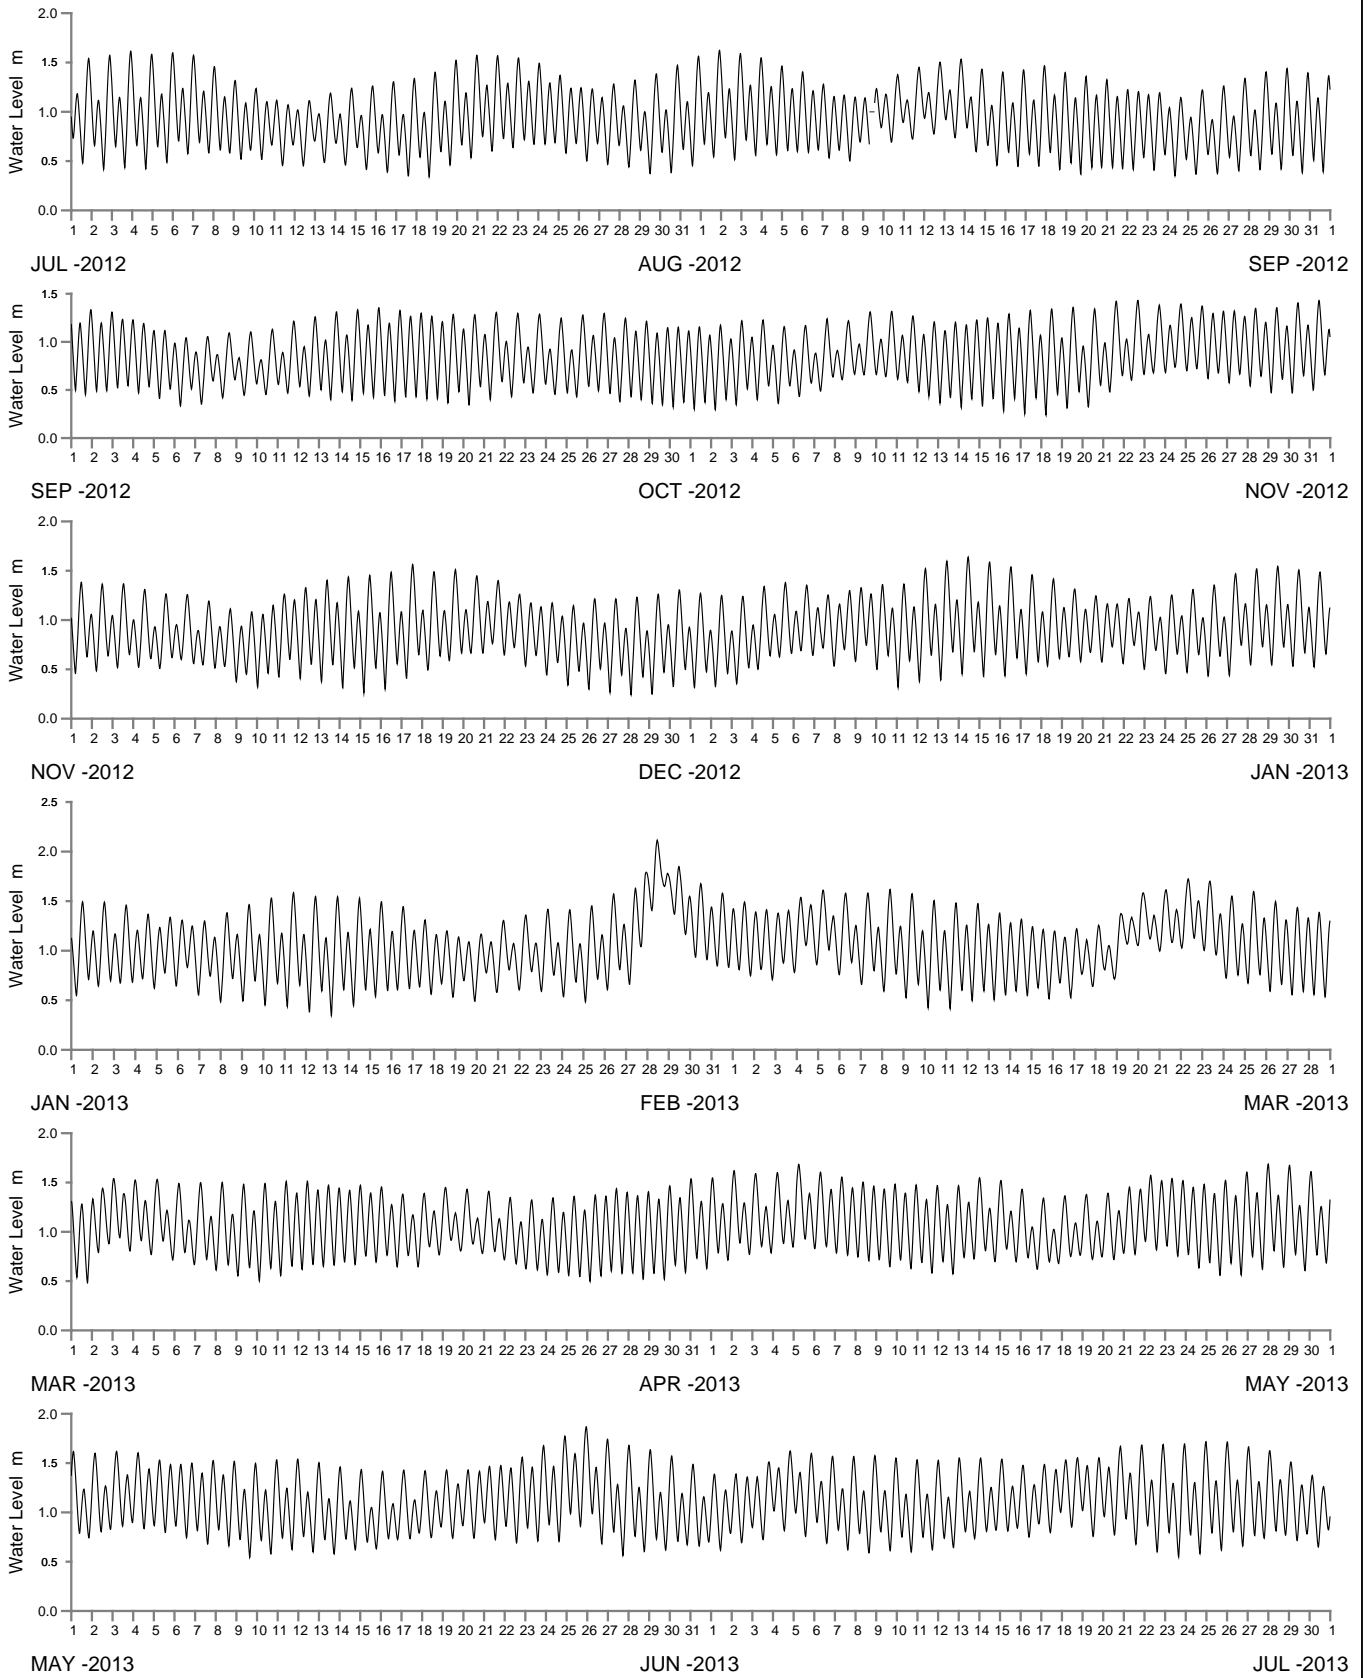 Water Level m
2.0
1.5
1.0
0.5
0.0
1 2 3 4 5 6 7 8 9 10 11 12 13 14 15 16 17 18 19 20 21 22 23 24 25 26 27 28 29 30 31 1 2 3 4 5 6 7 8 9 10 11 12 13 14 15 16 17 18 19 20 21 22 23 24 25 26 27 28 29 30 31 1
JUL -2012 AUG -2012 SEP -2012
Water Level m
1.5
1.0
0.5
0.0
1 2 3 4 5 6 7 8 9 10 11 12 13 14 15 16 17 18 19 20 21 22 23 24 25 26 27 28 29 30 1 2 3 4 5 6 7 8 9 10 11 12 13 14 15 16 17 18 19 20 21 22 23 24 25 26 27 28 29 30 31 1
SEP -2012 OCT -2012 NOV -2012
Water Level m
2.0
1.5
1.0
0.5
0.0
1 2 3 4 5 6 7 8 9 10 11 12 13 14 15 16 17 18 19 20 21 22 23 24 25 26 27 28 29 30 1 2 3 4 5 6 7 8 9 10 11 12 13 14 15 16 17 18 19 20 21 22 23 24 25 26 27 28 29 30 31 1
NOV -2012 DEC -2012 JAN -2013
Water Level m
2.5
2.0
1.5
1.0
0.5
0.0
1 2 3 4 5 6 7 8 9 10 11 12 13 14 15 16 17 18 19 20 21 22 23 24 25 26 27 28 29 30 31 1 2 3 4 5 6 7 8 9 10 11 12 13 14 15 16 17 18 19 20 21 22 23 24 25 26 27 28 1
JAN -2013 FEB -2013 MAR -2013
Water Level m
2.0
1.5
1.0
0.5
0.0
1 2 3 4 5 6 7 8 9 10 11 12 13 14 15 16 17 18 19 20 21 22 23 24 25 26 27 28 29 30 31 1 2 3 4 5 6 7 8 9 10 11 12 13 14 15 16 17 18 19 20 21 22 23 24 25 26 27 28 29 30 1
MAR -2013 APR -2013 MAY -2013
Water Level m
2.0
1.5
1.0
0.5
0.0
1 2 3 4 5 6 7 8 9 10 11 12 13 14 15 16 17 18 19 20 21 22 23 24 25 26 27 28 29 30 31 1 2 3 4 5 6 7 8 9 10 11 12 13 14 15 16 17 18 19 20 21 22 23 24 25 26 27 28 29 30 1
MAY -2013 JUN -2013 JUL -2013